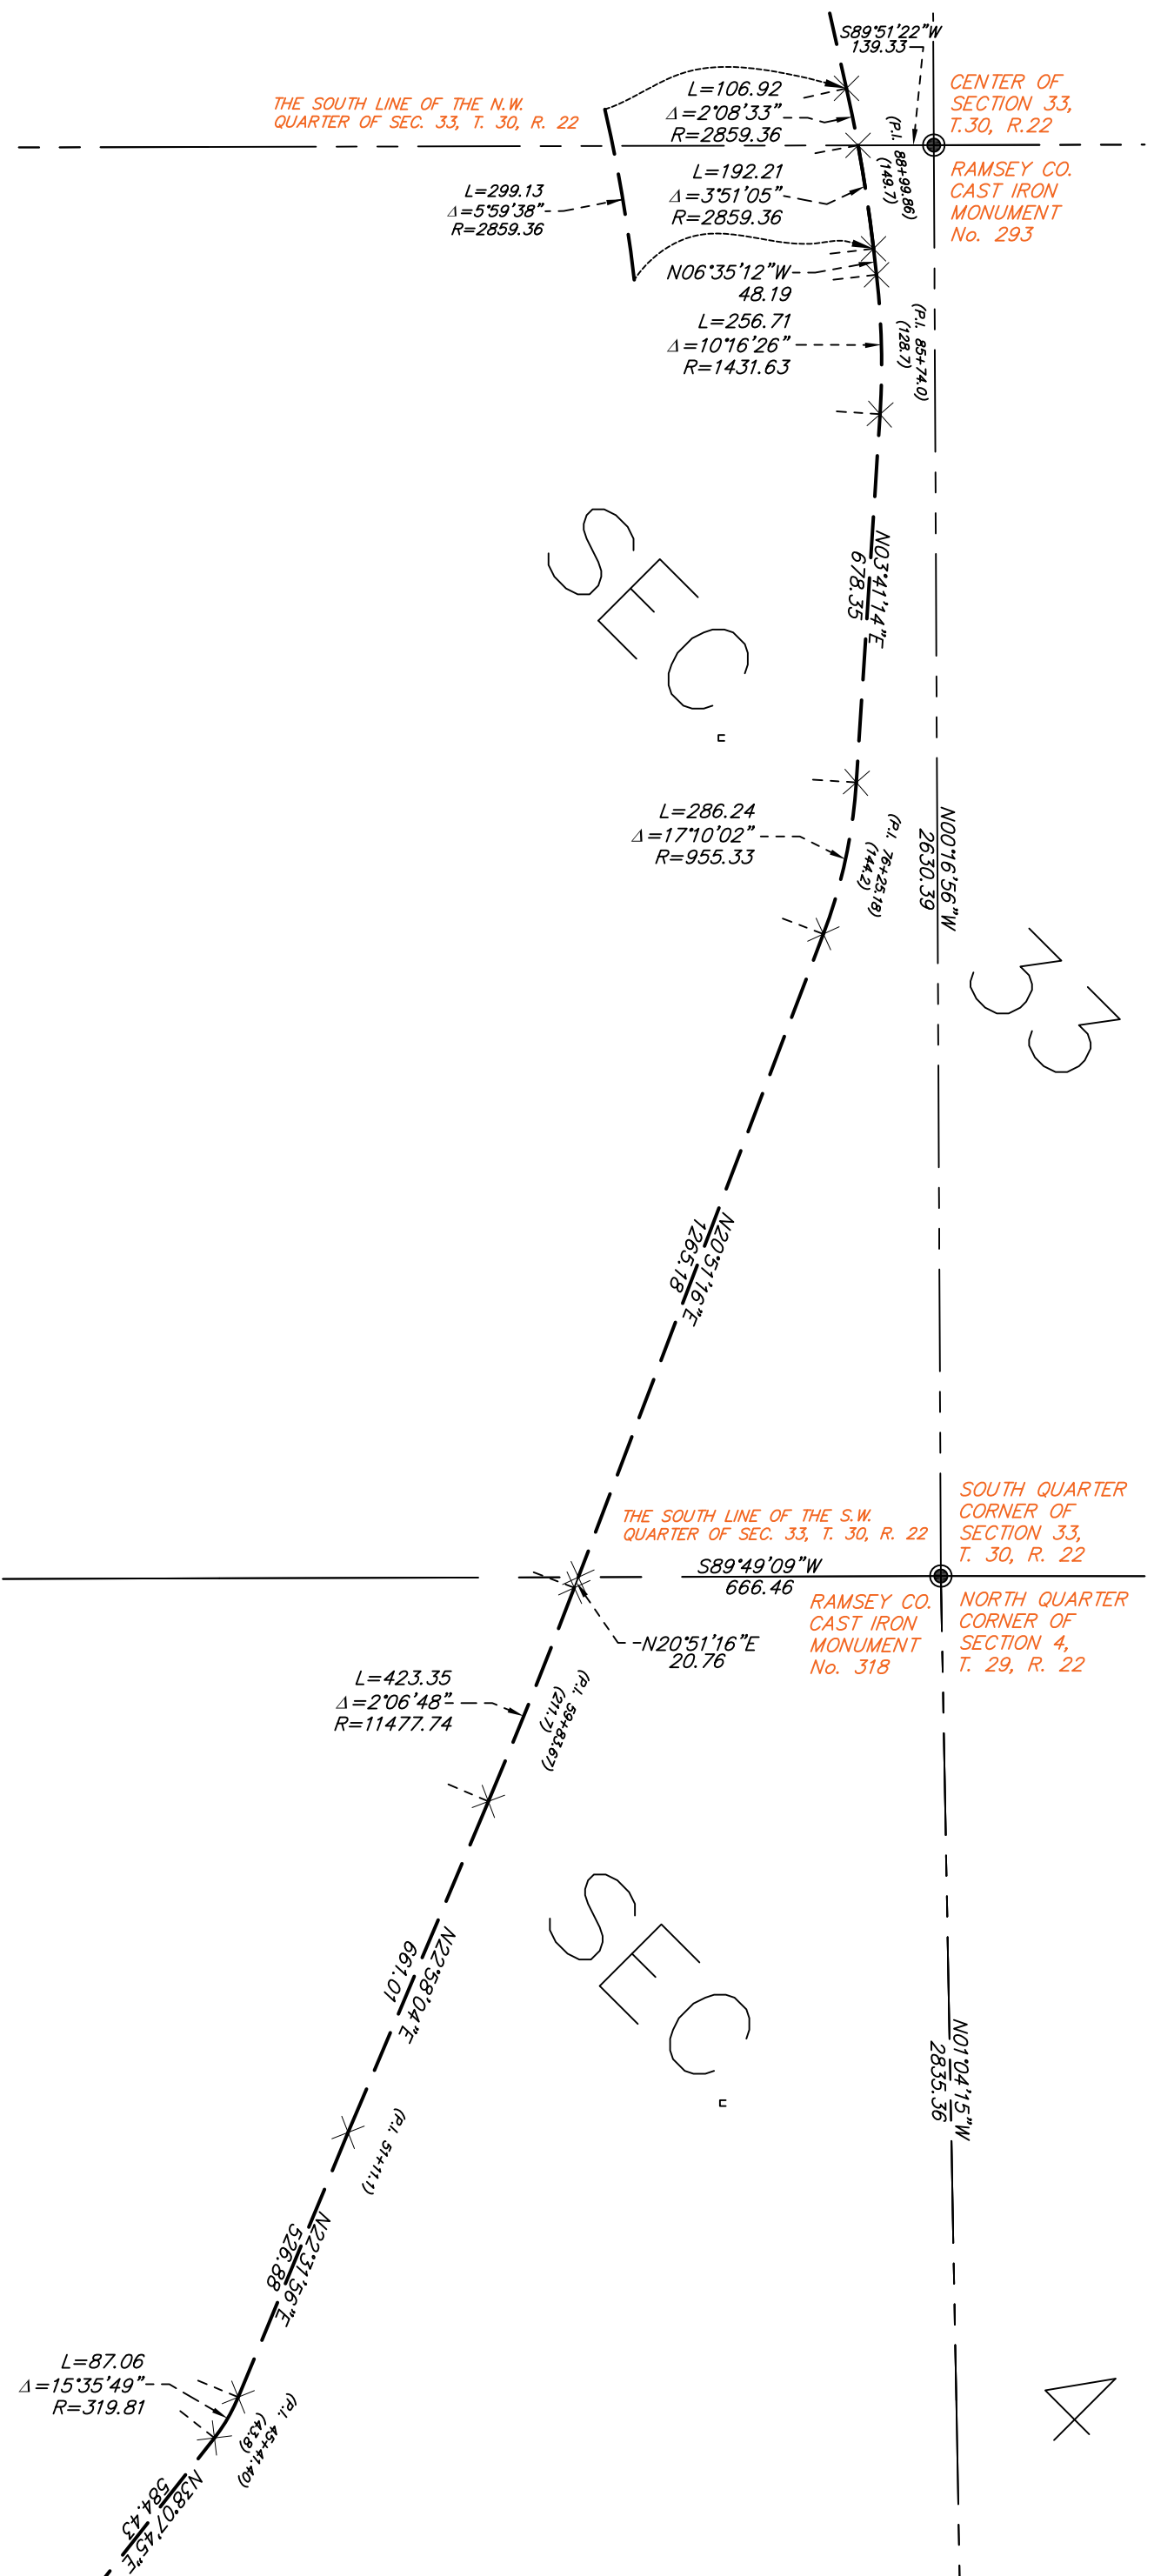 S89°51'22"W
139.33
L=106.92
Δ=2°08'33"
R=2859.36
CENTER OF
SECTION 33,
T.30, R.22
THE SOUTH LINE OF THE N.W.
QUARTER OF SEC. 33, T. 30, R. 22
(P.I. 88+99.86)
(149.7)
RAMSEY CO.
CAST IRON
MONUMENT
No. 293
L=299.13
Δ=5°59'38"
R=2859.36
L=192.21
Δ=3°51'05"
R=2859.36
N06°35'12"W
48.19
L=256.71
Δ=10°16'26"
R=1431.63
(P.I. 85+74.0)
(128.7)
SEC.
N03°41'14"E
678.35
L=286.24
Δ=17°10'02"
R=955.33
(P.I. 76+25.18)
(144.2)
N00°16'56"W
2630.39
33
N20°51'16"E
1265.18
THE SOUTH LINE OF THE S.W.
QUARTER OF SEC. 33, T. 30, R. 22
SOUTH QUARTER
CORNER OF
SECTION 33,
T. 30, R. 22
S89°49'09"W
666.46
RAMSEY CO.
CAST IRON
MONUMENT
No. 318
NORTH QUARTER
CORNER OF
SECTION 4,
T. 29, R. 22
N20°51'16"E
20.76
L=423.35
Δ=2°06'48"
R=11477.74
(P.I. 59+83.67)
(21.7)
SEC.
N22°58'04"E
661.01
N01°04'15"W
2835.36
(P.I. 51+11.1)
N22°31'56"E
526.88
L=87.06
Δ=15°35'49"
R=319.81
(P.I. 45+41.40)
(43.8)
4
N38°07'45"E
584.43